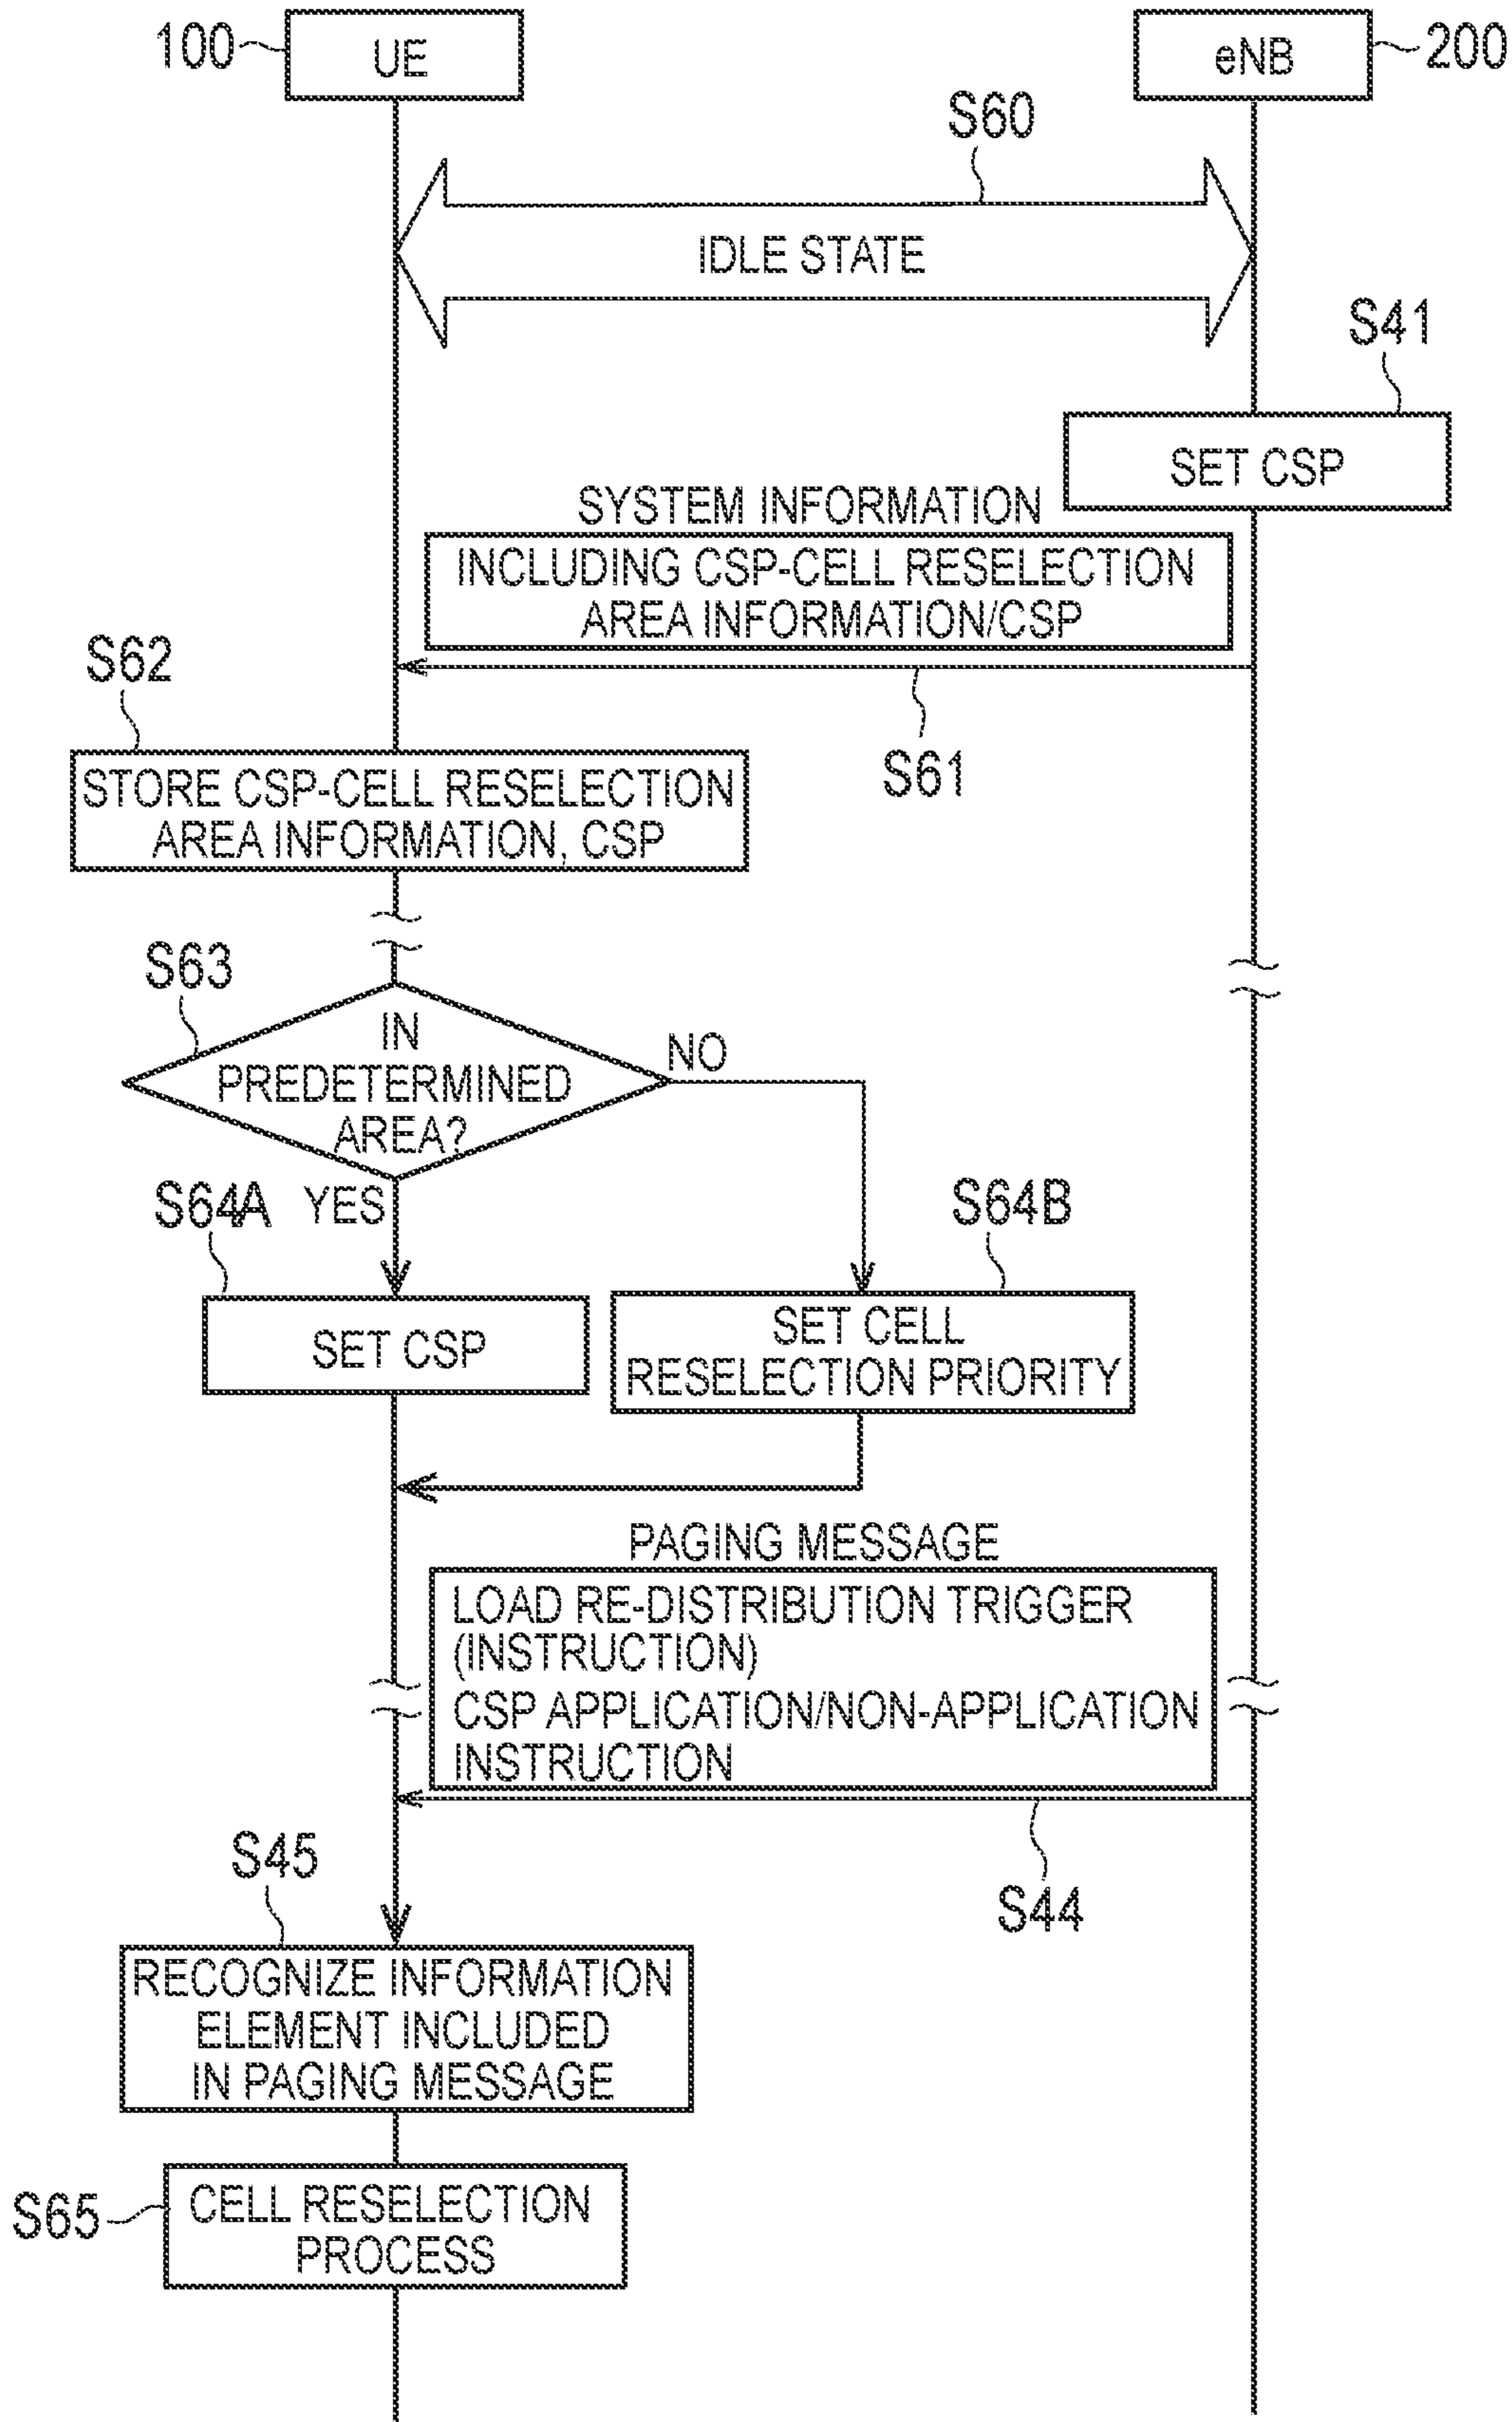 100
UE
eNB
200
S60
IDLE STATE
S41
SET CSP
SYSTEM INFORMATION
INCLUDING CSP-CELL RESELECTION
AREA INFORMATION/CSP
S62
S61
STORE CSP-CELL RESELECTION
AREA INFORMATION, CSP
S63
IN
PREDETERMINED
AREA?
NO
YES
S64A
S64B
SET CSP
SET CELL
RESELECTION PRIORITY
PAGING MESSAGE
LOAD RE-DISTRIBUTION TRIGGER
(INSTRUCTION)
CSP APPLICATION/NON-APPLICATION
INSTRUCTION
S45
S44
RECOGNIZE INFORMATION
ELEMENT INCLUDED
IN PAGING MESSAGE
S65
CELL RESELECTION
PROCESS